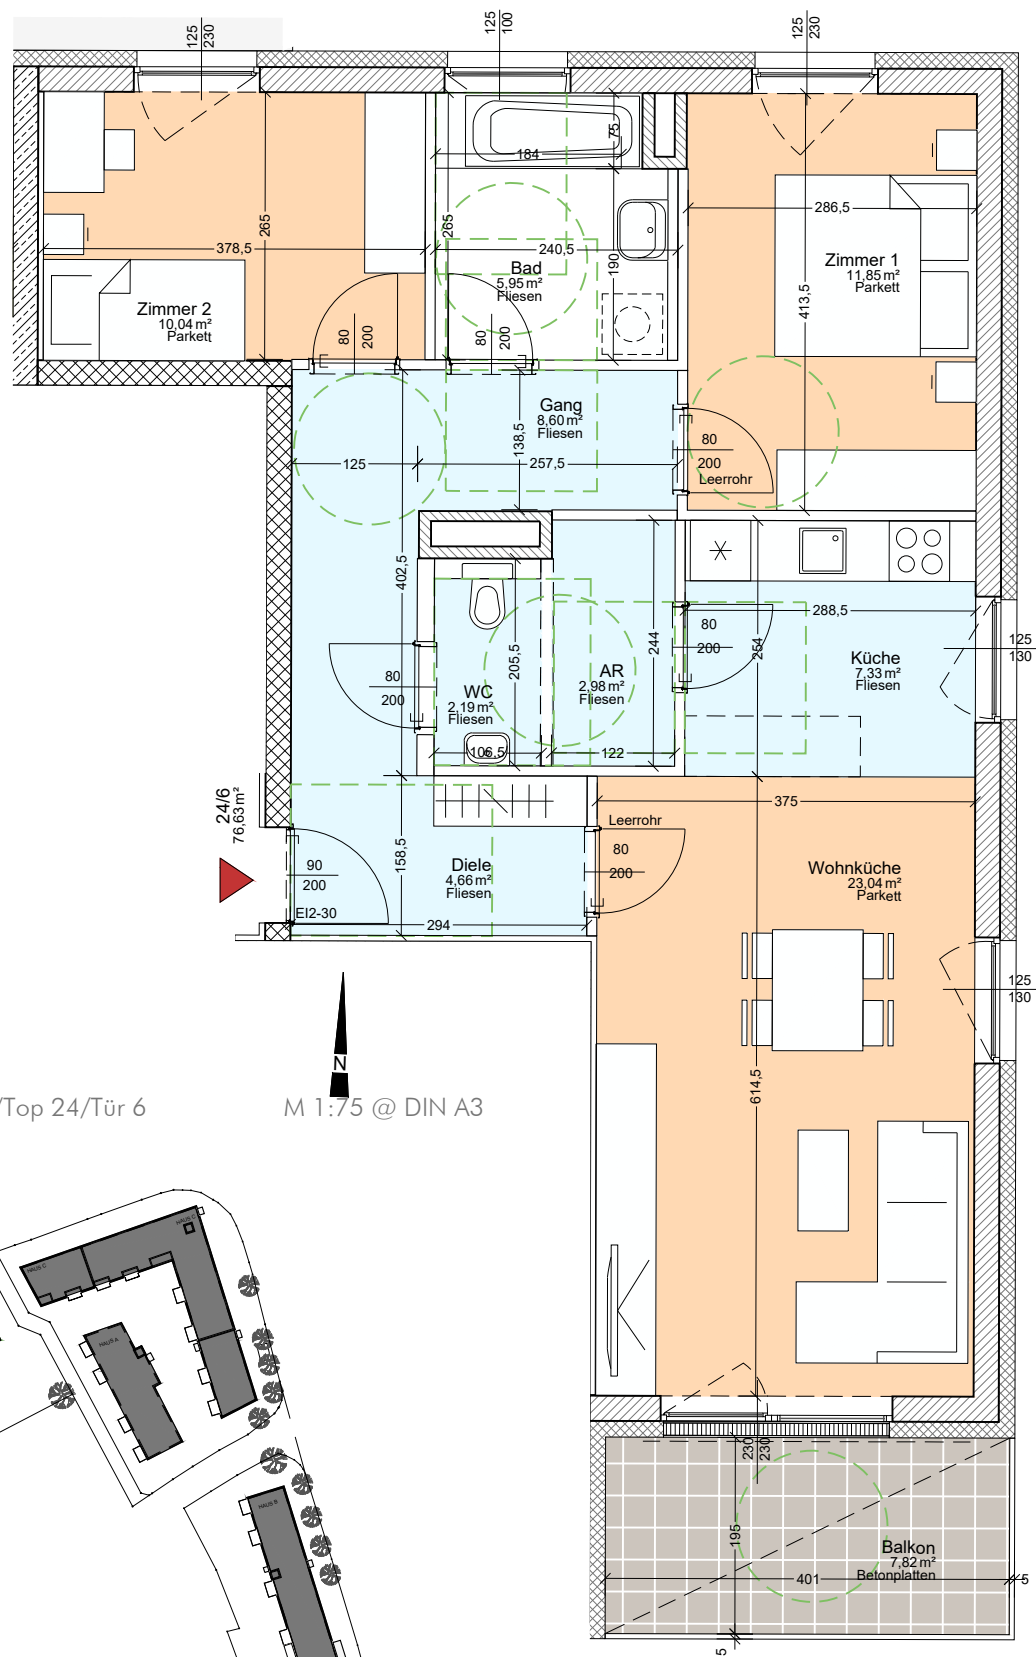 125
230
125
100
125
230
75
184
265
265
378,5
240,5
190
286,5
413,5
Zimmer 1
11,85 m²
Parkett
Bad
5,95 m²
Fliesen
Zimmer 2
10,04 m²
Parkett
80
200
80
200
Gang
8,60 m²
Fliesen
138,5
125
257,5
80
200
Leerrohr
402,5
288,5
80
200
254
244
205,5
125
130
Küche
7,33 m²
Fliesen
AR
2,98 m²
Fliesen
80
200
WC
2,19 m²
Fliesen
106,5
122
24/6
76,63 m²
375
Leerrohr
80
200
158,5
90
200
EI2-30
Diele
4,66 m²
Fliesen
294
Wohnküche
23,04 m²
Parkett
125
130
N
614,5
/Top 24/Tür 6
M 1:75 @ DIN A3
HAUS C
HAUS C
HAUS A
HAUS B
230
230
195
Balkon
7,82 m²
Betonplatten
401
5
5